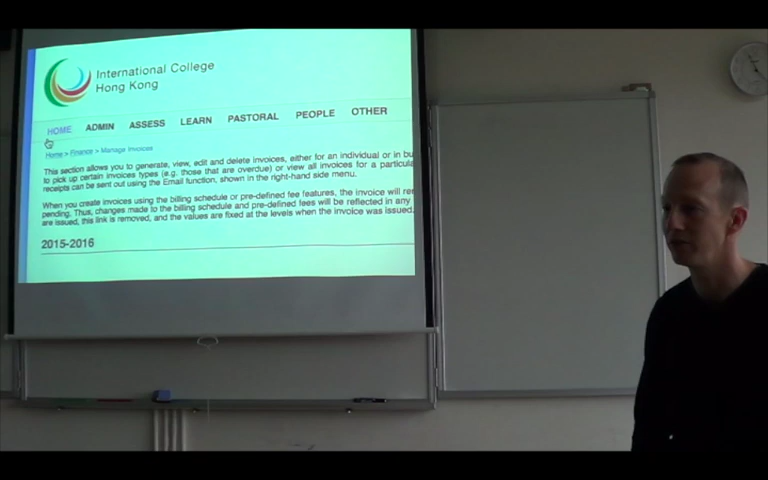 International College
Hong Kong
HOME ADMIN ASSESS LEARN PASTORAL PEOPLE OTHER
Home > Finance > Manage Invoices
This section allows you to generate, view, edit and delete invoices, either for an individual or in bu
to pick up certain invoices types (e.g. those that are overdue) or view all invoices for a particula
receipts can be sent out using the Email function, shown in the right-hand side menu.
When you create invoices using the billing schedule or pre-defined fee features, the invoice will rem
pending. Thus, changes made to the billing schedule and pre-defined fees will be reflected in any
are issued, this link is removed, and the values are fixed at the levels when the invoice was issued.
2015-2016